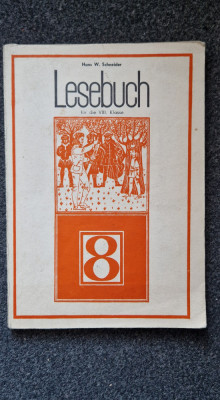 Hans W. Schneider
Lesebuch
für die VIII. Klasse
8